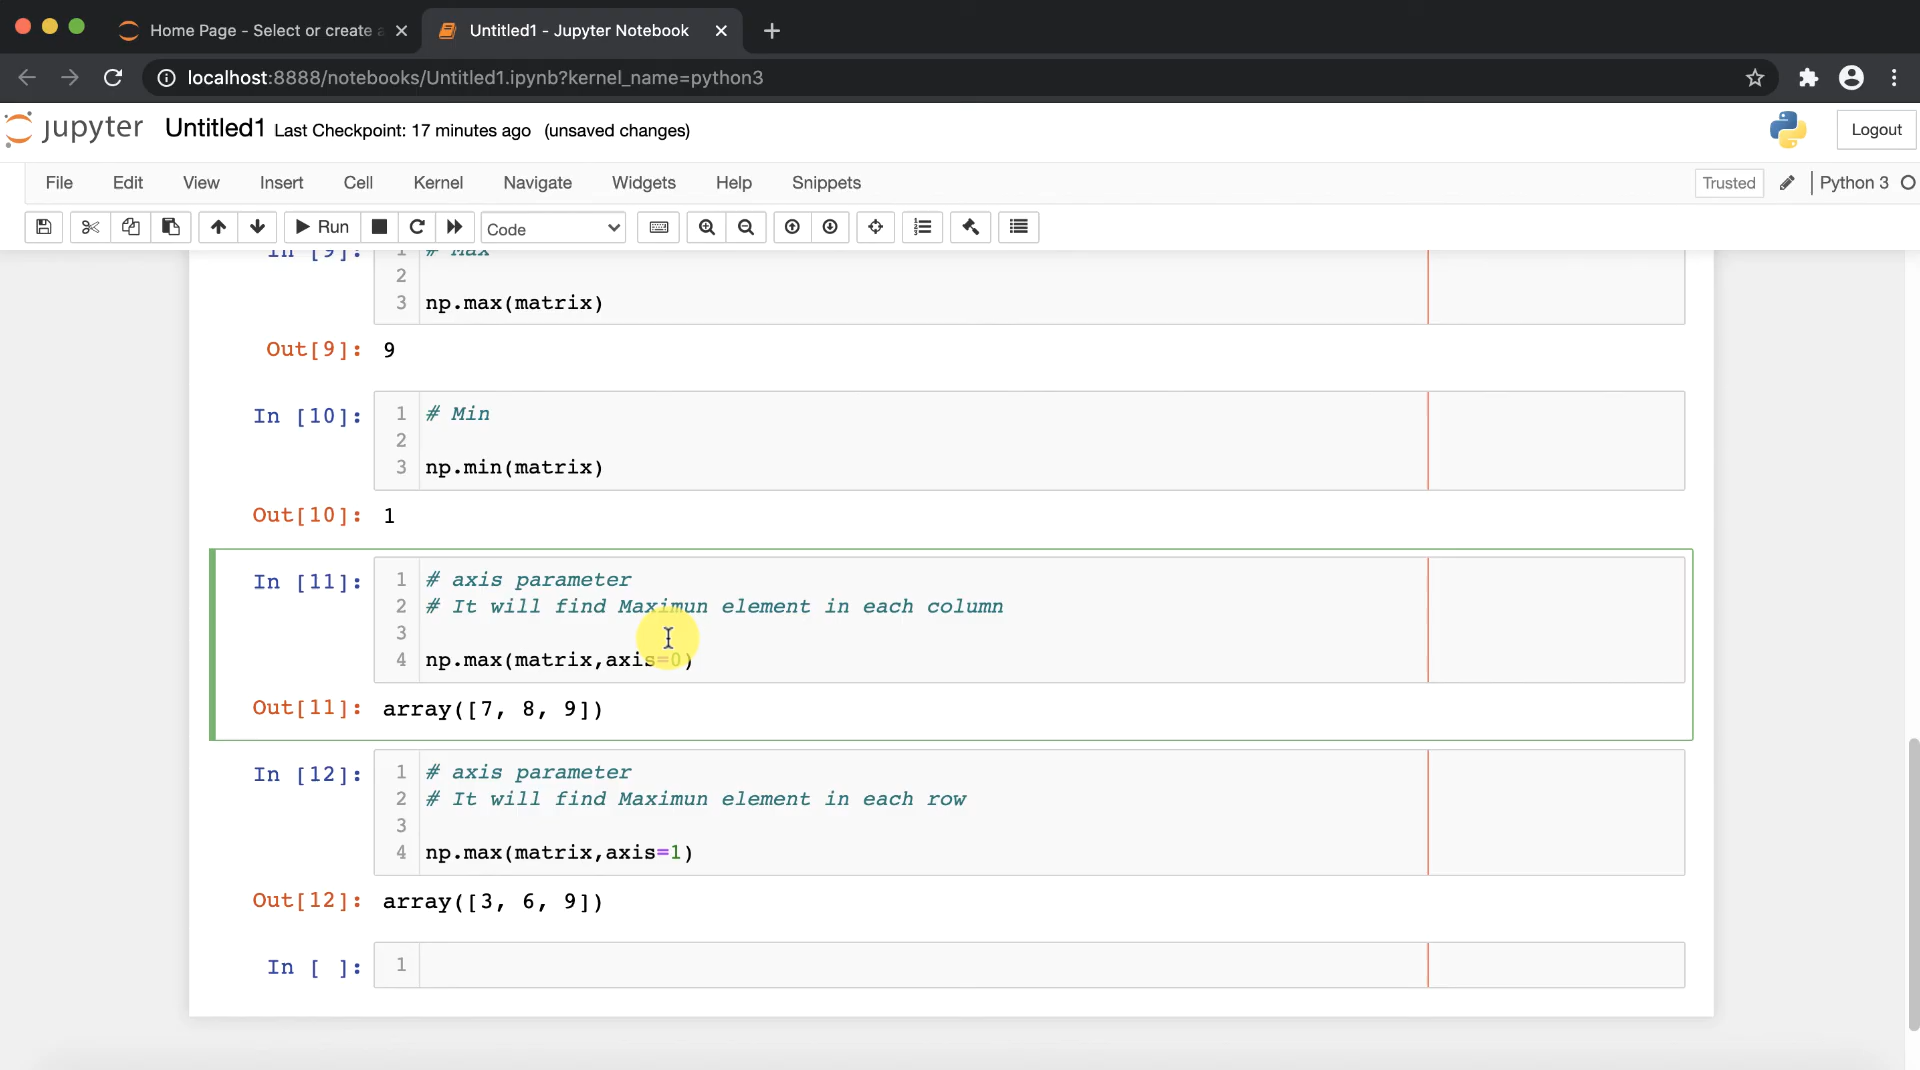 Home Page - Select or create a
Untitled1 - Jupyter Notebook
localhost:8888/notebooks/Untitled1.ipynb?kernel_name=python3
jupyter Untitled1 Last Checkpoint: 17 minutes ago (unsaved changes)
Logout
File Edit View Insert Cell Kernel Navigate Widgets Help Snippets
Trusted Python 3
Run Code
In [9]: 1 # Max
2
3 np.max(matrix)
Out[9]: 9
In [10]: 1 # Min
2
3 np.min(matrix)
Out[10]: 1
In [11]: 1 # axis parameter
2 # It will find Maximun element in each column
3
4 np.max(matrix,axis=0)
Out[11]: array([7, 8, 9])
In [12]: 1 # axis parameter
2 # It will find Maximun element in each row
3
4 np.max(matrix,axis=1)
Out[12]: array([3, 6, 9])
In [ ]: 1